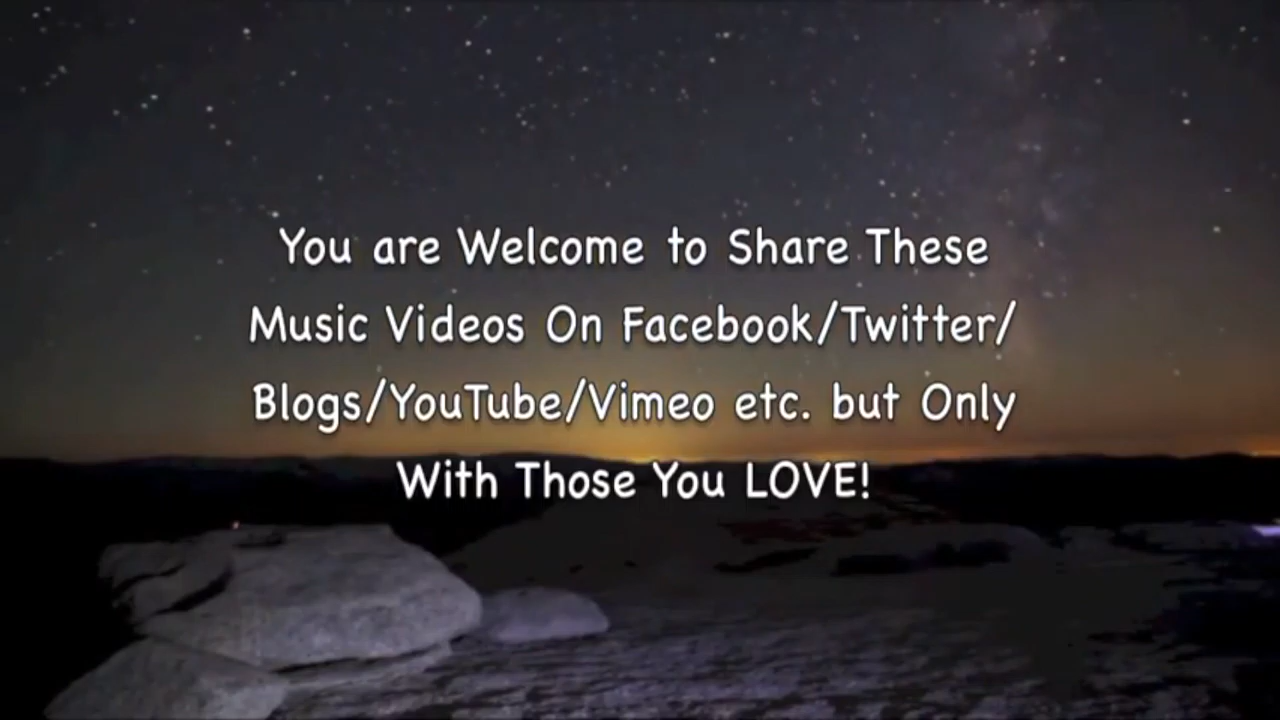 You are Welcome to Share These
Music Videos On Facebook/Twitter/
Blogs/YouTube/Vimeo etc. but Only
With Those You LOVE!